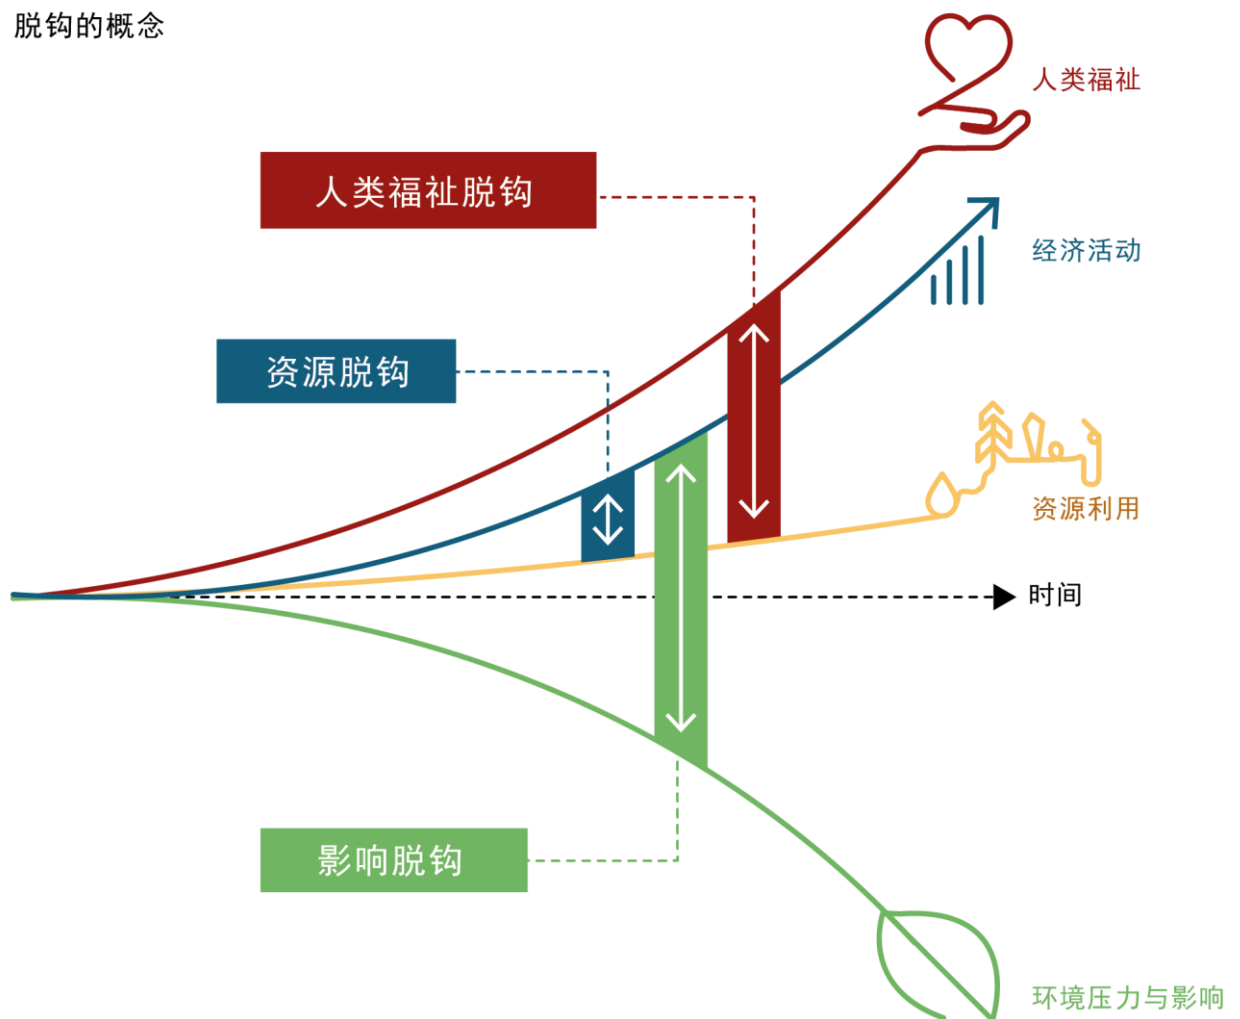 脱钩的概念
人类福祉
人类福祉脱钩
经济活动
资源脱钩
资源利用
时间
影响脱钩
环境压力与影响